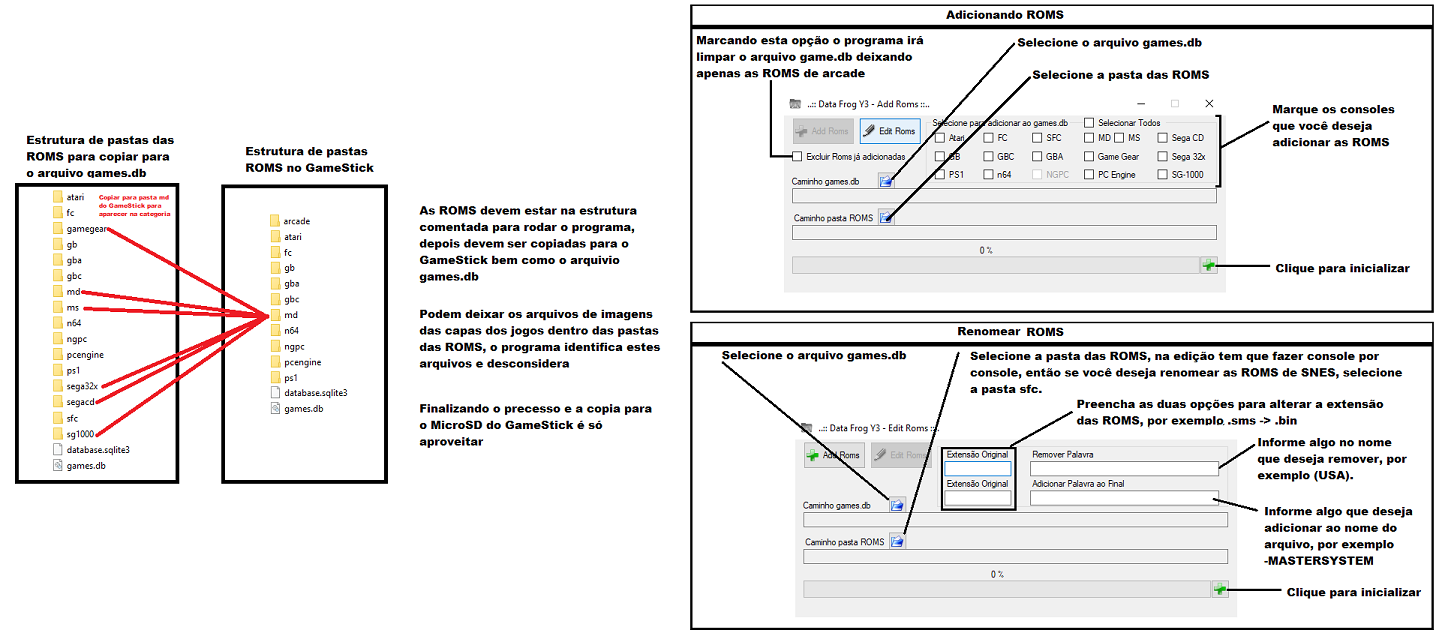 Estrutura de pastas das
ROMS para copiar para
o arquivo games.db
atari
fc
gamegear
gb
gba
gbc
md
ms
n64
ngpc
pcengine
ps1
sega32x
segacd
sfc
sg1000
database.sqlite3
games.db
Copiar para pasta md
do GameStick para
aparecer na categoria
Estrutura de pastas
ROMS no GameStick
arcade
atari
fc
gb
gba
gbc
md
n64
ngpc
pcengine
ps1
database.sqlite3
games.db
As ROMS devem estar na estrutura
comentada para rodar o programa,
depois devem ser copiadas para o
GameStick bem como o arquivio
games.db
Podem deixar os arquivos de imagens
das capas dos jogos dentro das pastas
das ROMS, o programa identifica estes
arquivos e desconsidera
Finalizando o precesso e a copia para
o MicroSD do GameStick é só
aproveitar
Adicionando ROMS
Marcando esta opção o programa irá
limpar o arquivo game.db deixando
apenas as ROMS de arcade
Selecione o arquivo games.db
Selecione a pasta das ROMS
..:: Data Frog Y3 - Add Roms ::..
Add Roms
Edit Roms
Selecione para adicionar ao games.db
Selecionar Todos
Atari
FC
SFC
MD
MS
Sega CD
Excluir Roms já adicionadas
GB
GBC
GBA
Game Gear
Sega 32x
PS1
n64
NGPC
PC Engine
SG-1000
Caminho games.db
Caminho pasta ROMS
0 %
Marque os consoles
que você deseja
adicionar as ROMS
Clique para inicializar
Renomear ROMS
Selecione o arquivo games.db
Selecione a pasta das ROMS, na edição tem que fazer console por
console, então se você deseja renomear as ROMS de SNES, selecione
a pasta sfc.
Preencha as duas opções para alterar a extensão
das ROMS, por exemplo, .sms -> .bin
..:: Data Frog Y3 - Edit Roms ::..
Add Roms
Edit Roms
Extensão Original
Remover Palavra
Extensão Original
Adicionar Palavra ao Final
Caminho games.db
Caminho pasta ROMS
0 %
Informe algo no nome
que deseja remover, por
exemplo (USA).
Informe algo que deseja
adicionar ao nome do
arquivo, por exemplo
-MASTERSYSTEM
Clique para inicializar